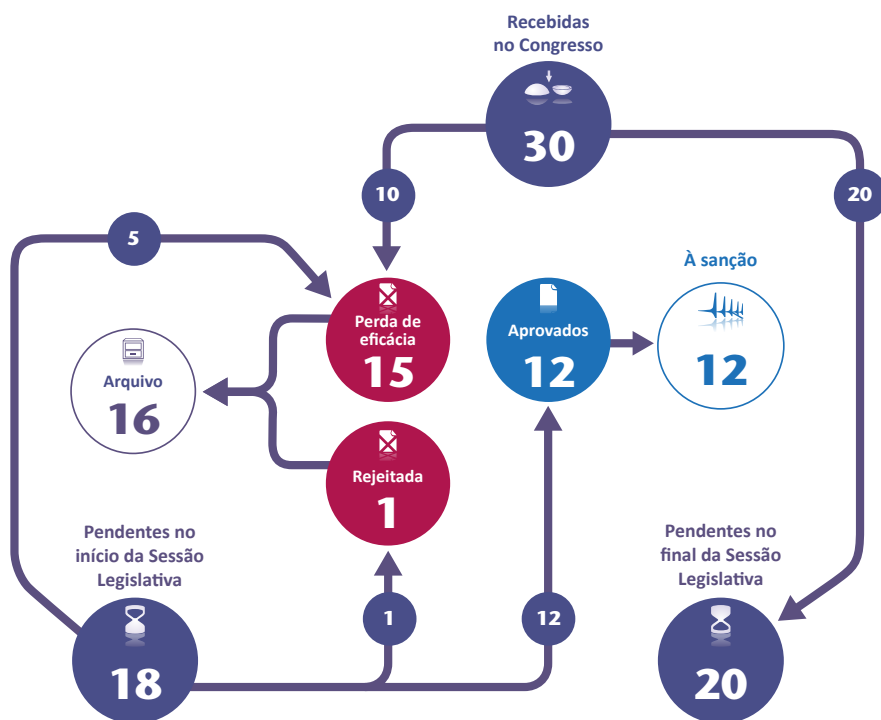 Recebidas
no Congresso
30
10
20
5
À sanção
Perda de
eficácia
15
Aprovados
12
12
Arquivo
16
Rejeitada
1
Pendentes no
início da Sessão
Legislativa
18
1
12
Pendentes no
final da Sessão
Legislativa
20